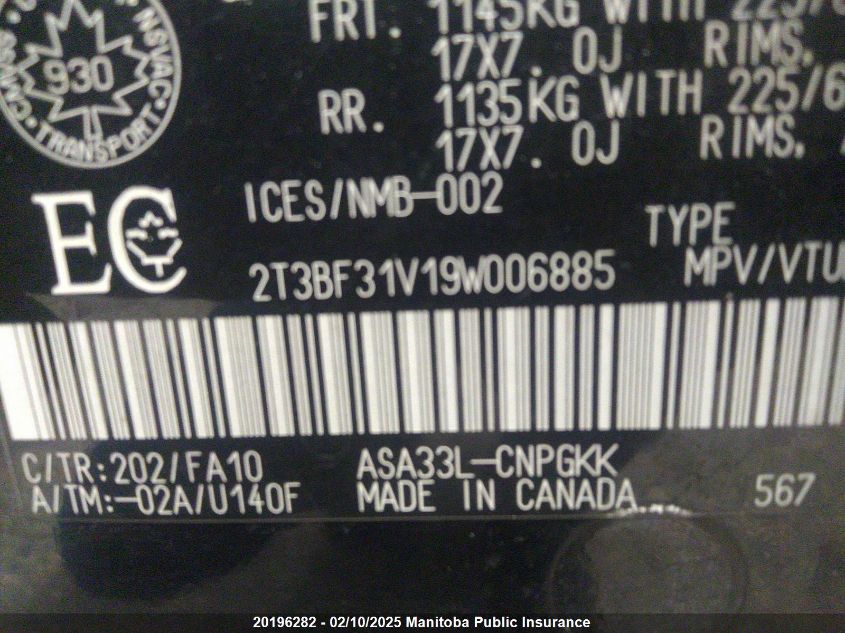 FRT. 1145KG WITH 225/6
17X7.0J RIMS.
930
NSVAC
TRANSPORT
RR. 1135KG WITH 225/6
17X7.0J RIMS.
EC ICES/NMB-002
TYPE
2T3BF31V19W006885 MPV/VTU
C/TR:202/FA10 ASA33L-CNPGKK
A/TM:-02A/U140F MADE IN CANADA 567
20196282 - 02/10/2025 Manitoba Public Insurance